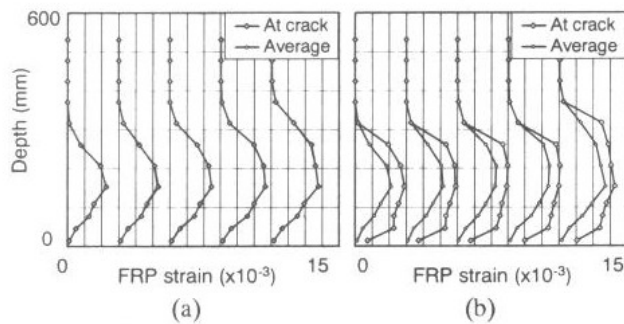 600
At crack
Average
At crack
Average
Depth (mm)
0
0
15
0
15
FRP strain (x10-3)
FRP strain (x10-3)
(a)
(b)